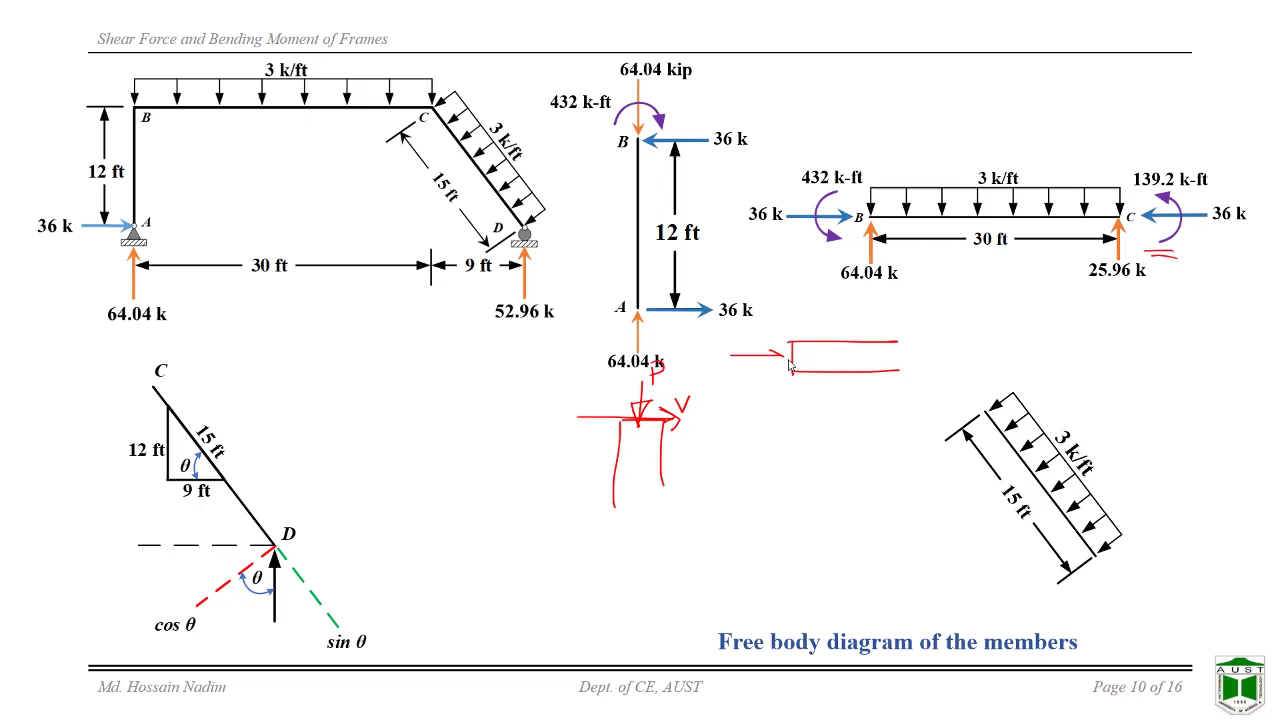 Shear Force and Bending Moment of Frames
3 k/ft
B
C
3 k/ft
12 ft
15 ft
36 k
A
D
30 ft
9 ft
64.04 k
52.96 k
64.04 kip
432 k-ft
B
36 k
12 ft
A
36 k
64.04 k
P
V
432 k-ft
3 k/ft
139.2 k-ft
36 k
B
C
36 k
30 ft
64.04 k
25.96 k
C
12 ft
15 ft
θ
9 ft
D
θ
cos θ
sin θ
3 k/ft
15 ft
Free body diagram of the members
Md. Hossain Nadim
Dept. of CE, AUST
Page 10 of 16
AUST
1995